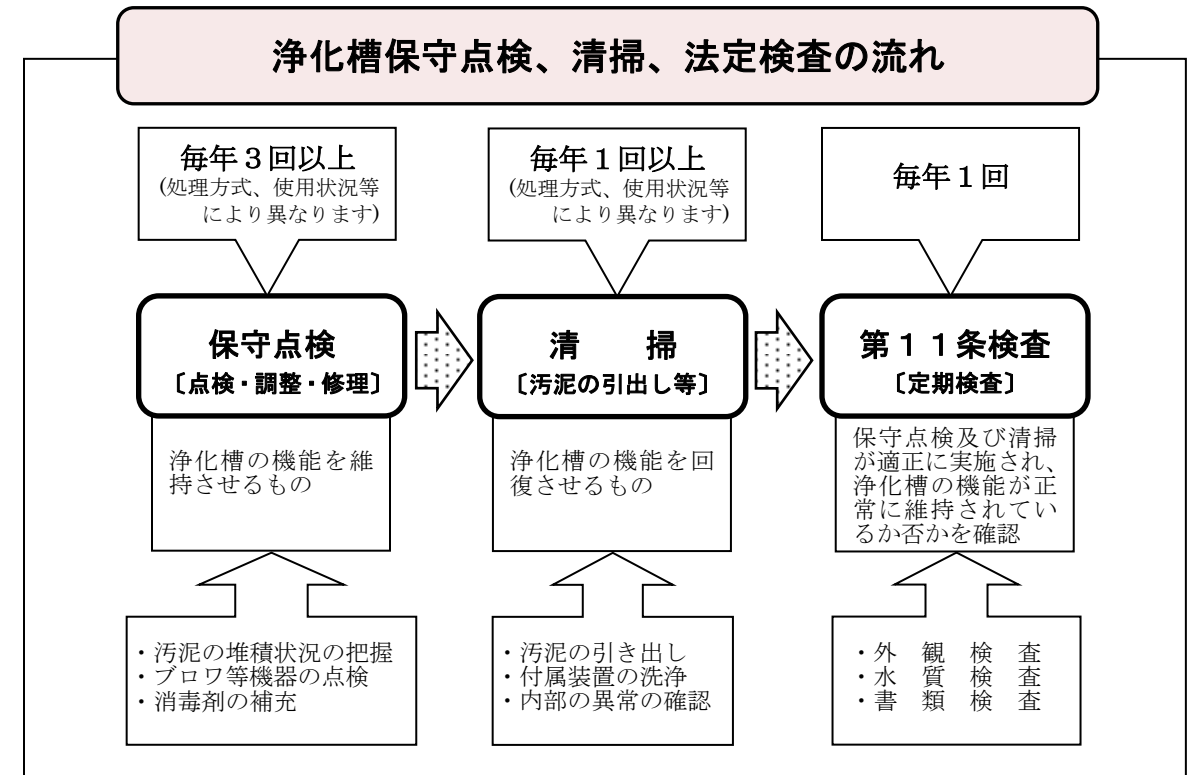 浄化槽保守点検、清掃、法定検査の流れ
毎年３回以上
(処理方式、使用状況等
により異なります)
毎年１回以上
(処理方式、使用状況等
により異なります)
毎年１回
保守点検
〔点検・調整・修理〕
清　　掃
〔汚泥の引出し等〕
第１１条検査
〔定期検査〕
浄化槽の機能を維
持させるもの
浄化槽の機能を回
復させるもの
保守点検及び清掃
が適正に実施され、
浄化槽の機能が正
常に維持されてい
るか否かを確認
・汚泥の堆積状況の把握
・ブロワ等機器の点検
・消毒剤の補充
・汚泥の引き出し
・付属装置の洗浄
・内部の異常の確認
・外　観　検　査
・水　質　検　査
・書　類　検　査